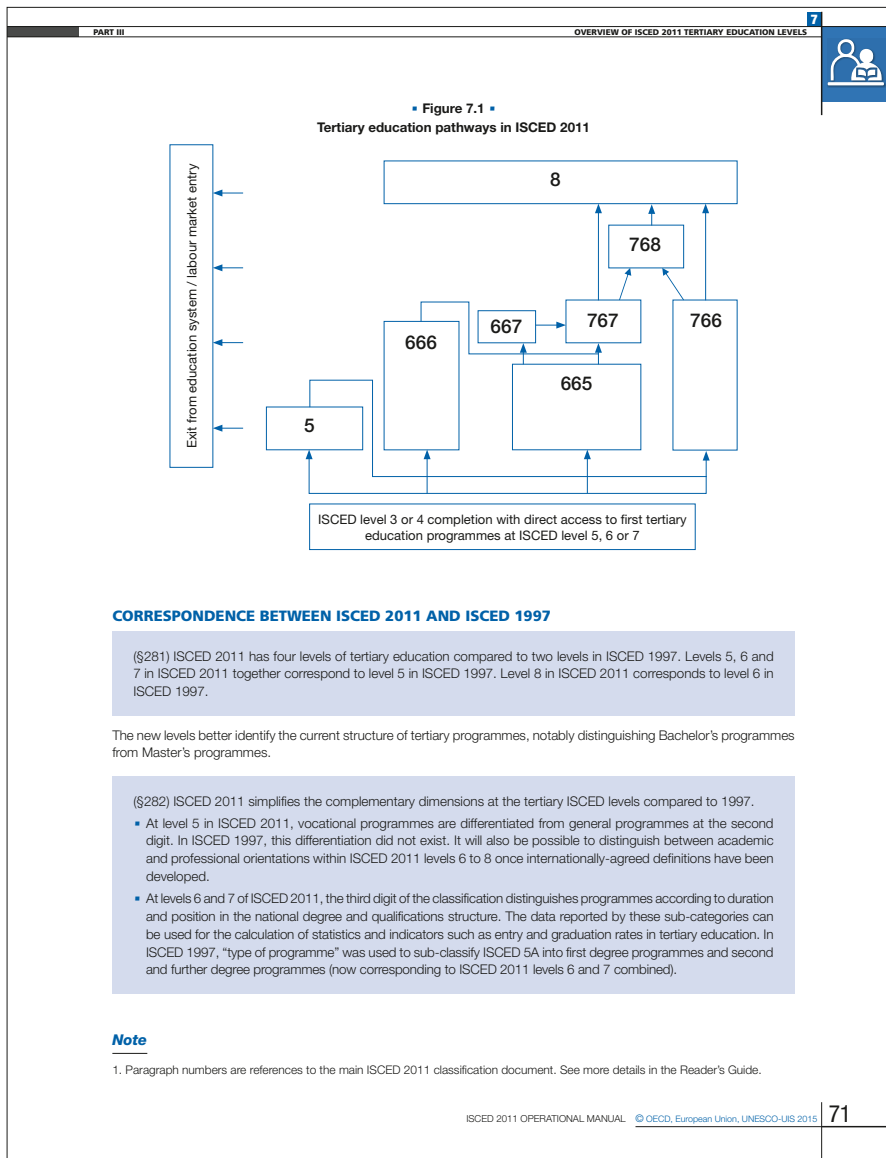 7
PART III
OVERVIEW OF ISCED 2011 TERTIARY EDUCATION LEVELS
▪ Figure 7.1 ▪
Tertiary education pathways in ISCED 2011
Exit from education system / labour market entry
8
768
667
767
766
666
665
5
ISCED level 3 or 4 completion with direct access to first tertiary
education programmes at ISCED level 5, 6 or 7
CORRESPONDENCE BETWEEN ISCED 2011 AND ISCED 1997
(§281) ISCED 2011 has four levels of tertiary education compared to two levels in ISCED 1997. Levels 5, 6 and
7 in ISCED 2011 together correspond to level 5 in ISCED 1997. Level 8 in ISCED 2011 corresponds to level 6 in
ISCED 1997.
The new levels better identify the current structure of tertiary programmes, notably distinguishing Bachelor's programmes
from Master's programmes.
(§282) ISCED 2011 simplifies the complementary dimensions at the tertiary ISCED levels compared to 1997.
▪ At level 5 in ISCED 2011, vocational programmes are differentiated from general programmes at the second
digit. In ISCED 1997, this differentiation did not exist. It will also be possible to distinguish between academic
and professional orientations within ISCED 2011 levels 6 to 8 once internationally-agreed definitions have been
developed.
▪ At levels 6 and 7 of ISCED 2011, the third digit of the classification distinguishes programmes according to duration
and position in the national degree and qualifications structure. The data reported by these sub-categories can
be used for the calculation of statistics and indicators such as entry and graduation rates in tertiary education. In
ISCED 1997, "type of programme" was used to sub-classify ISCED 5A into first degree programmes and second
and further degree programmes (now corresponding to ISCED 2011 levels 6 and 7 combined).
Note
1. Paragraph numbers are references to the main ISCED 2011 classification document. See more details in the Reader's Guide.
ISCED 2011 OPERATIONAL MANUAL © OECD, European Union, UNESCO-UIS 2015 71